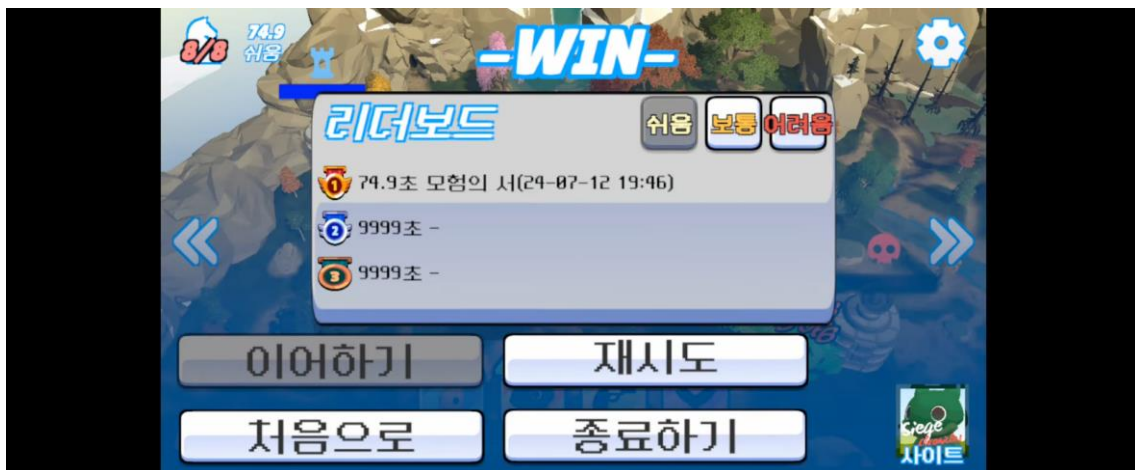 8/8
74.9
쉬움
-WIN-
리더보드
쉬움 보통 어려움
1 74.9초 모험의 서(24-07-12 19:46)
2 9999초 -
3 9999초 -
이어하기
재시도
처음으로
종료하기
Siege
사이트